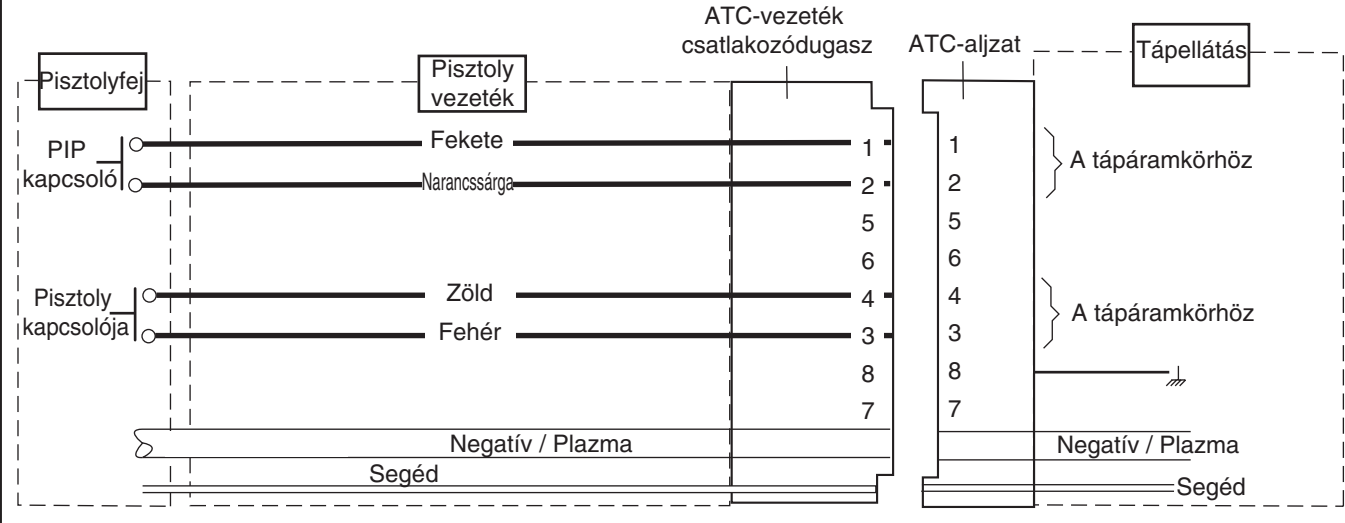 ATC-vezeték
csatlakozódugasz
ATC-aljzat
Tápellátás
Pisztolyfej
Pisztoly
vezeték
PIP
kapcsoló
Fekete
1
1
A tápáramkörhöz
Narancssárga
2
2
5
5
6
6
Pisztoly
kapcsolója
Zöld
4
4
A tápáramkörhöz
Fehér
3
3
8
8
7
7
Negatív / Plazma
Negatív / Plazma
Segéd
Segéd